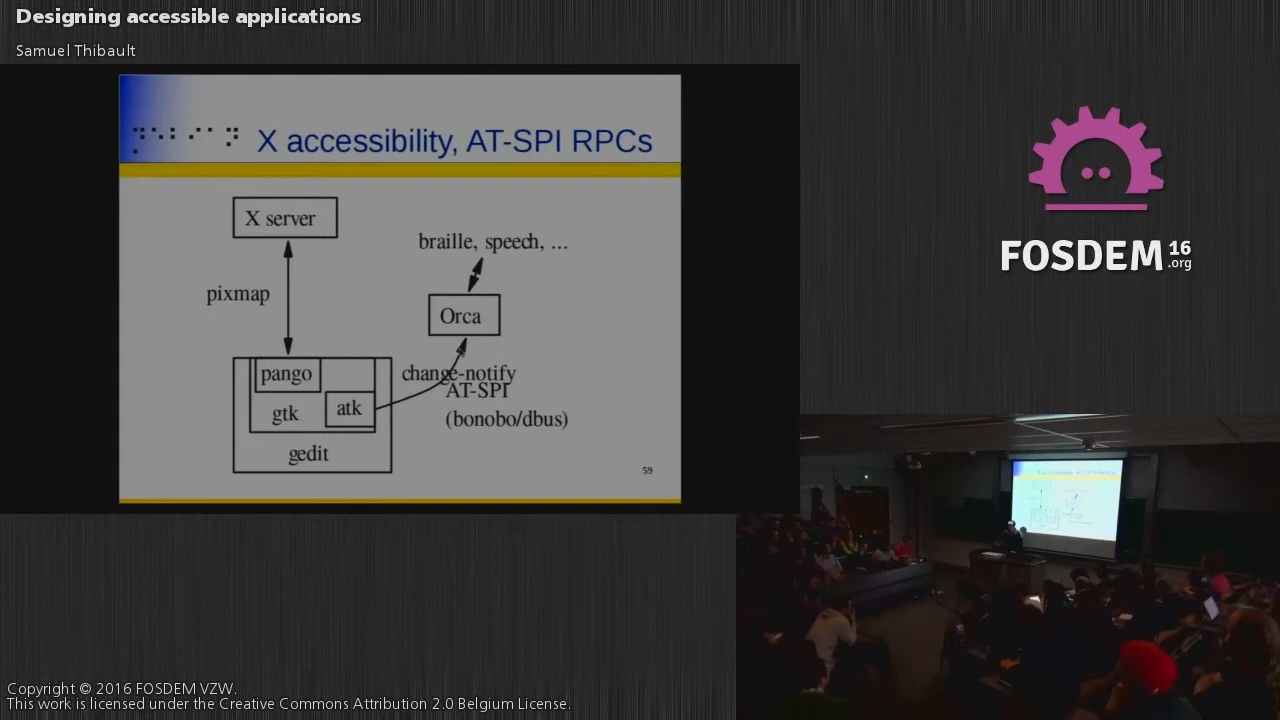 Designing accessible applications
Samuel Thibault
X accessibility, AT-SPI RPCs
X server
braille, speech, ...
pixmap
Orca
pango
change-notify
AT-SPI
atk
gtk
(bonobo/dbus)
gedit
59
FOSDEM 16
.org
Copyright © 2016 FOSDEM VZW.
This work is licensed under the Creative Commons Attribution 2.0 Belgium License.